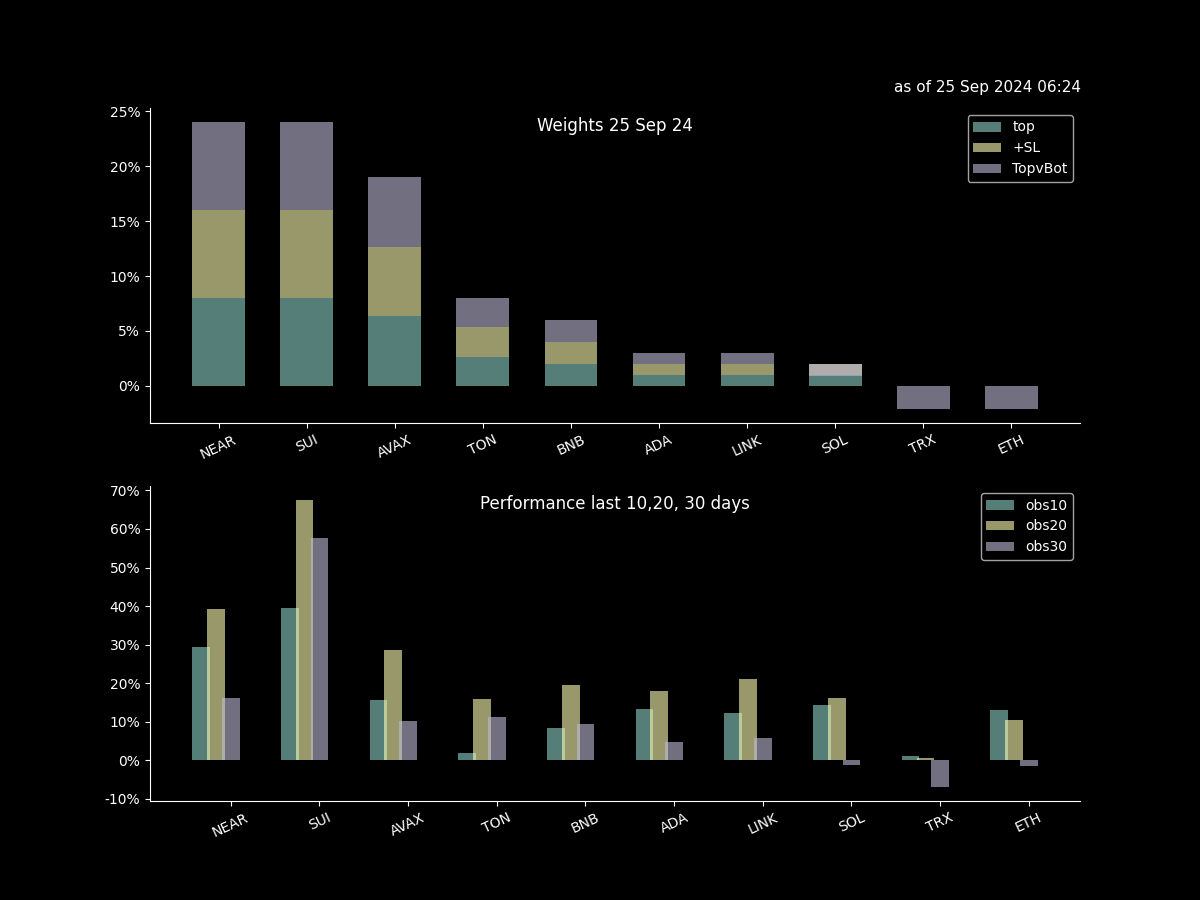 as of 25 Sep 2024 06:24
Weights 25 Sep 24
25%
20%
15%
10%
5%
0%
top
+SL
TopvBot
NEAR SUI AVAX TON BNB ADA LINK SOL TRX ETH
Performance last 10,20, 30 days
70%
60%
50%
40%
30%
20%
10%
0%
-10%
obs10
obs20
obs30
NEAR SUI AVAX TON BNB ADA LINK SOL TRX ETH